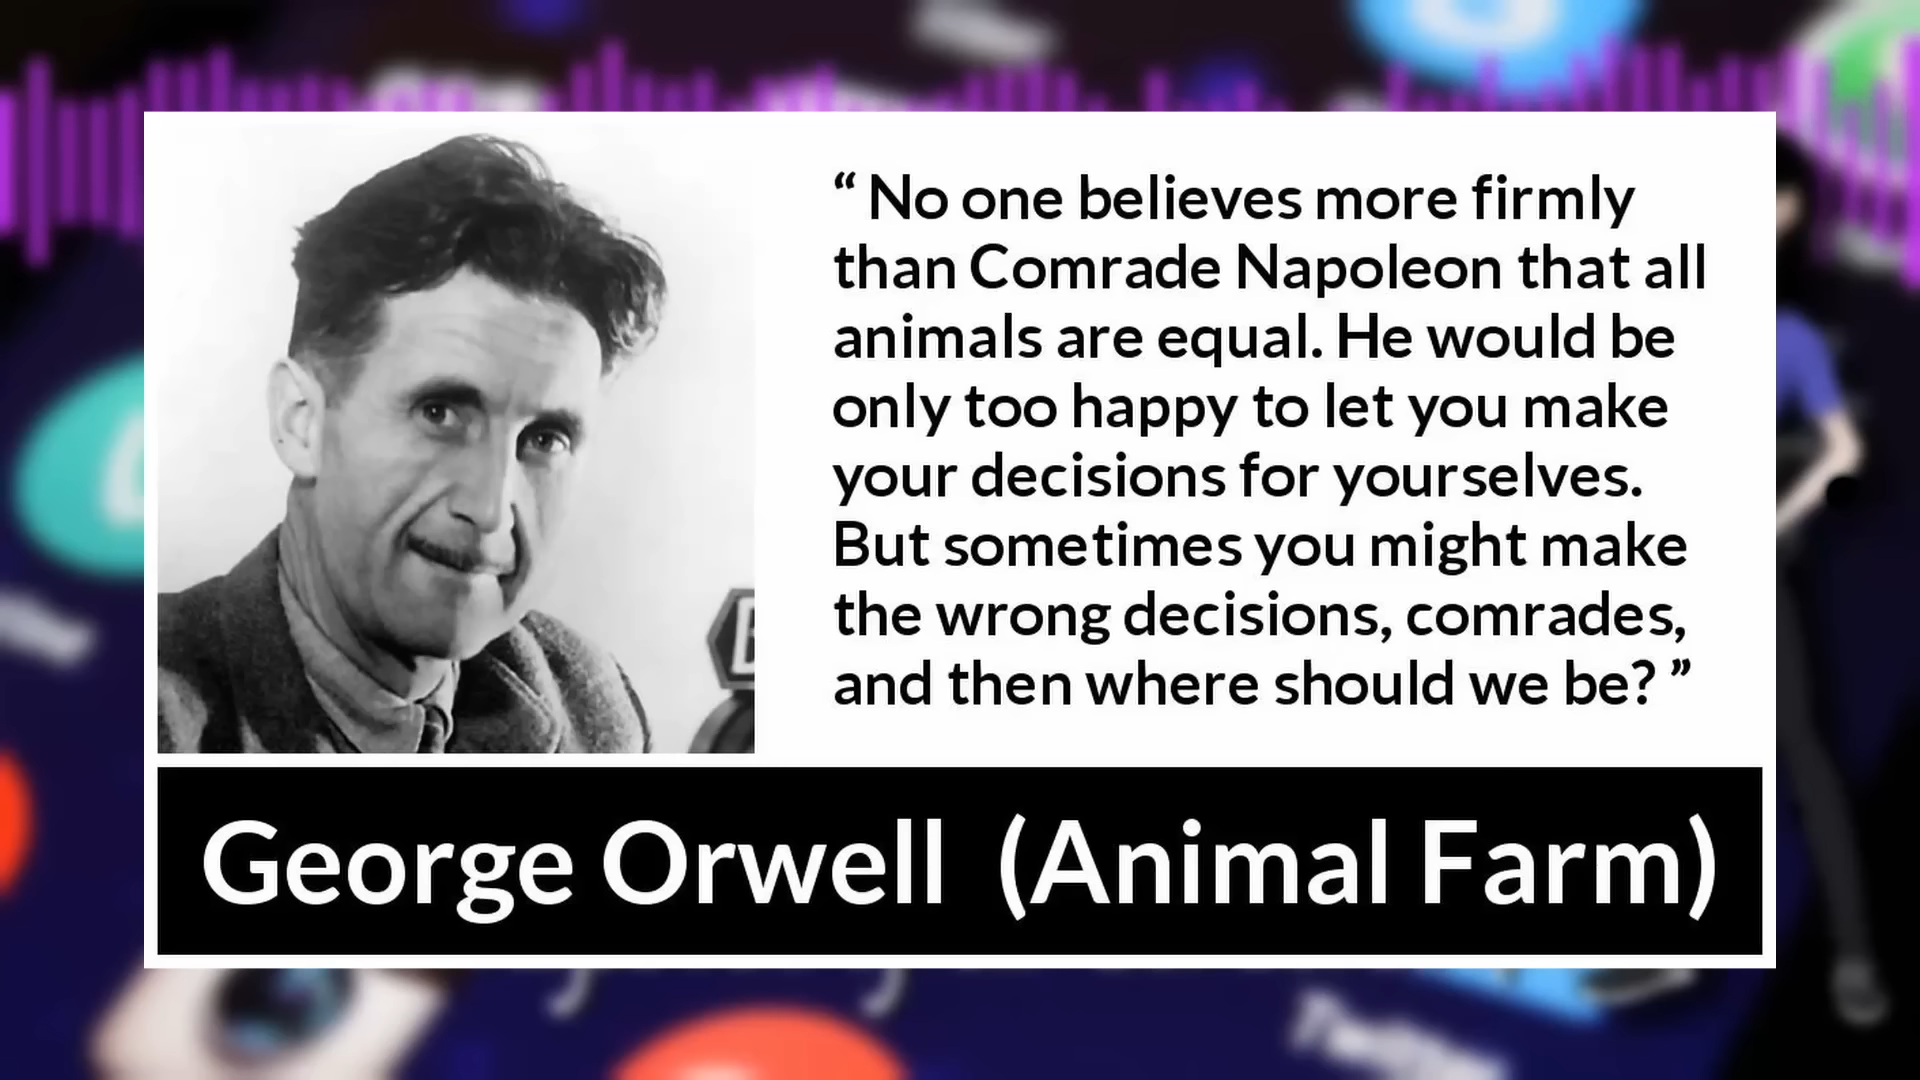 “ No one believes more firmly
than Comrade Napoleon that all
animals are equal. He would be
only too happy to let you make
your decisions for yourselves.
But sometimes you might make
the wrong decisions, comrades,
and then where should we be? ”
George Orwell (Animal Farm)
Twitter